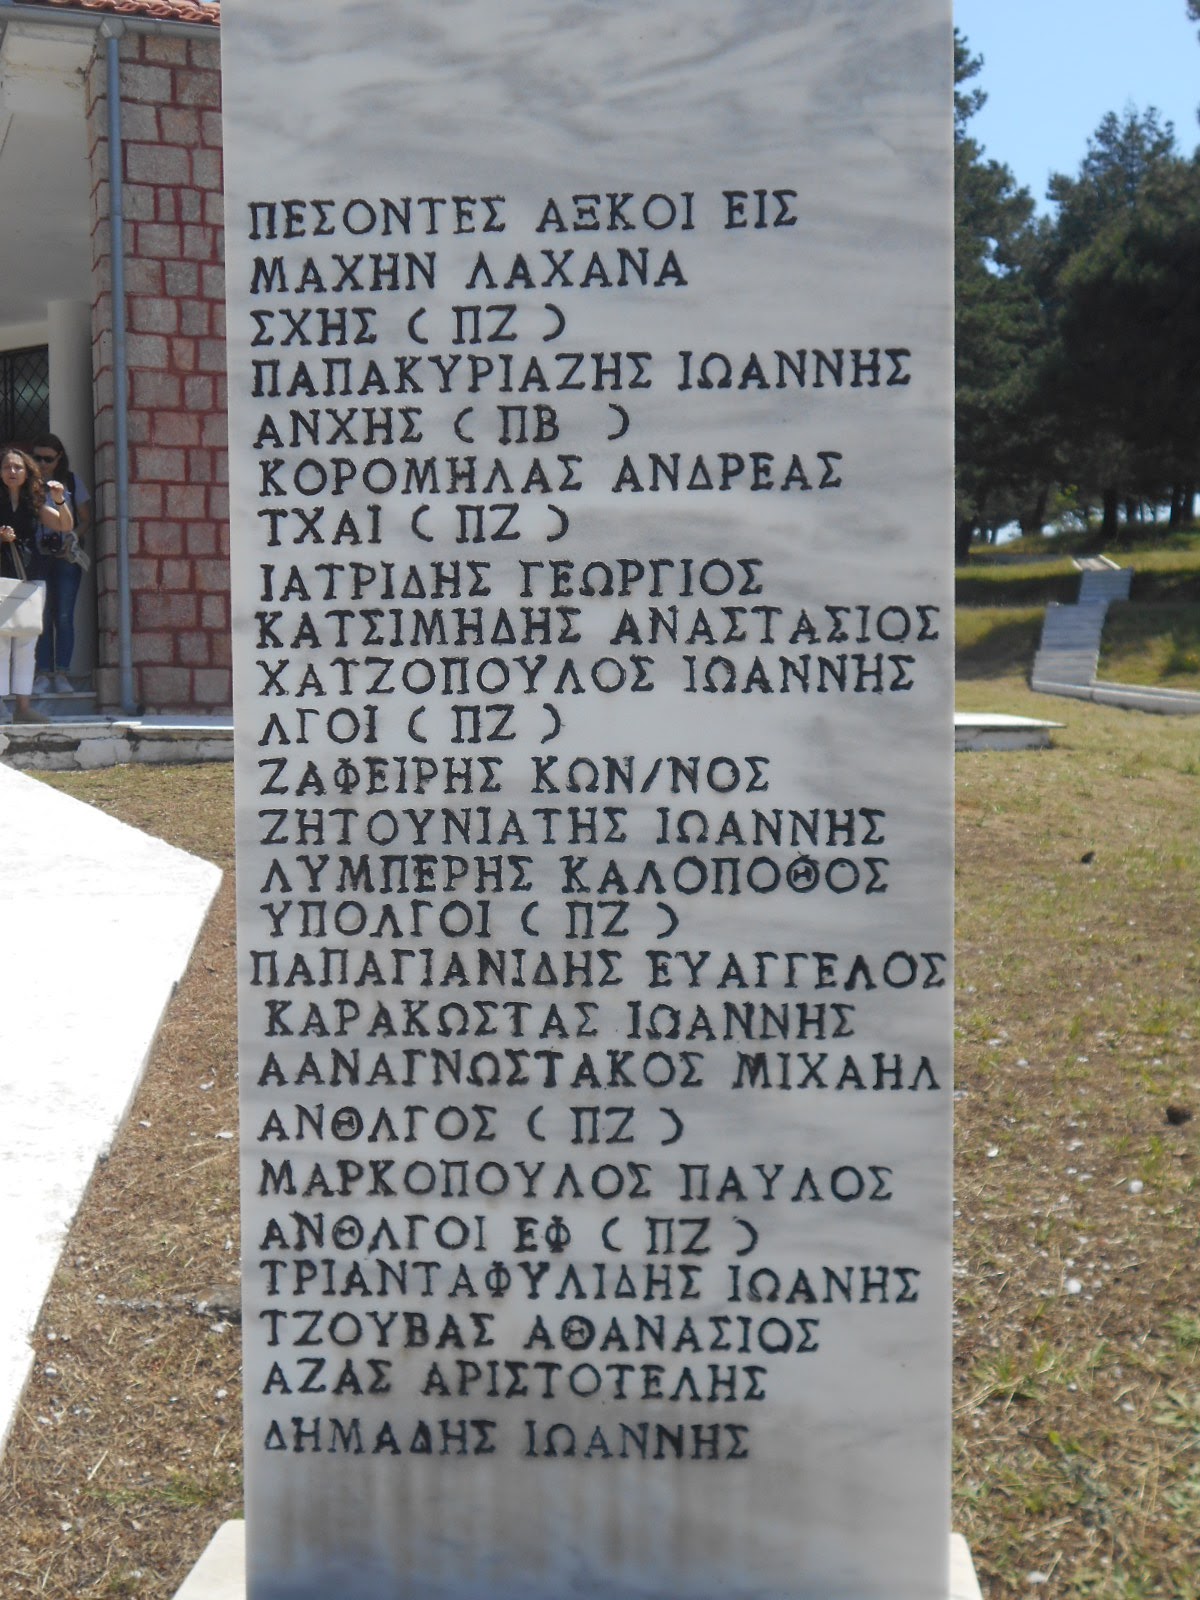 ΠΕΣΟΝΤΕΣ ΑΞΚΟΙ ΕΙΣ
ΜΑΧΗΝ ΛΑΧΑΝΑ
ΣΧΗΣ ( ΠΖ )
ΠΑΠΑΚΥΡΙΑΖΗΣ ΙΩΑΝΝΗΣ
ΑΝΧΗΣ ( ΠΒ )
ΚΟΡΟΜΗΛΑΣ ΑΝΔΡΕΑΣ
ΤΧΑΙ ( ΠΖ )
ΙΑΤΡΙΔΗΣ ΓΕΩΡΓΙΟΣ
ΚΑΤΣΙΜΗΔΗΣ ΑΝΑΣΤΑΣΙΟΣ
ΧΑΤΖΟΠΟΥΛΟΣ ΙΩΑΝΝΗΣ
ΛΓΟΙ ( ΠΖ )
ΖΑΦΕΙΡΗΣ ΚΩΝ/ΝΟΣ
ΖΗΤΟΥΝΙΑΤΗΣ ΙΩΑΝΝΗΣ
ΛΥΜΠΕΡΗΣ ΚΑΛΟΠΟΘΟΣ
ΥΠΟΛΓΟΙ ( ΠΖ )
ΠΑΠΑΓΙΑΝΙΔΗΣ ΕΥΑΓΓΕΛΟΣ
ΚΑΡΑΚΩΣΤΑΣ ΙΩΑΝΝΗΣ
ΑΑΝΑΓΝΩΣΤΑΚΟΣ ΜΙΧΑΗΛ
ΑΝΘΛΓΟΣ ( ΠΖ )
ΜΑΡΚΟΠΟΥΛΟΣ ΠΑΥΛΟΣ
ΑΝΘΛΓΟΙ ΕΦ ( ΠΖ )
ΤΡΙΑΝΤΑΦΥΛΙΔΗΣ ΙΩΑΝΗΣ
ΤΖΟΥΒΑΣ ΑΘΑΝΑΣΙΟΣ
ΑΖΑΣ ΑΡΙΣΤΟΤΕΛΗΣ
ΔΗΜΑΔΗΣ ΙΩΑΝΝΗΣ